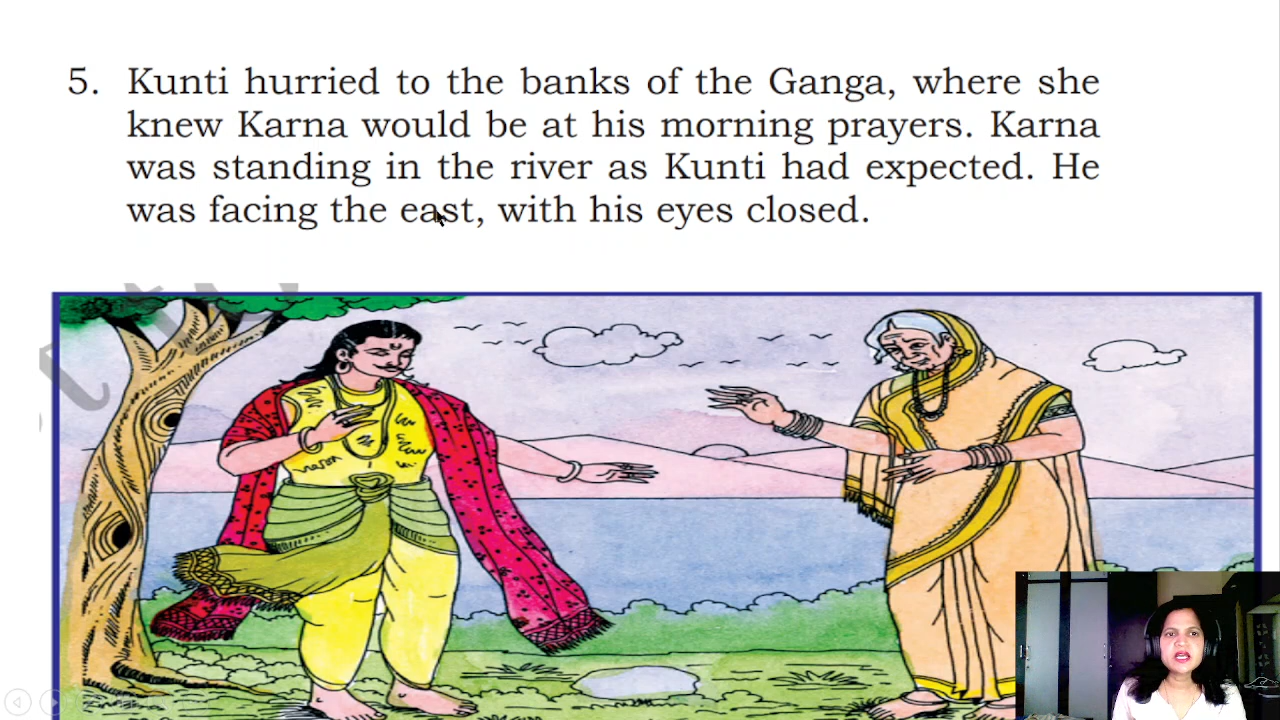 5. Kunti hurried to the banks of the Ganga, where she
knew Karna would be at his morning prayers. Karna
was standing in the river as Kunti had expected. He
was facing the east, with his eyes closed.